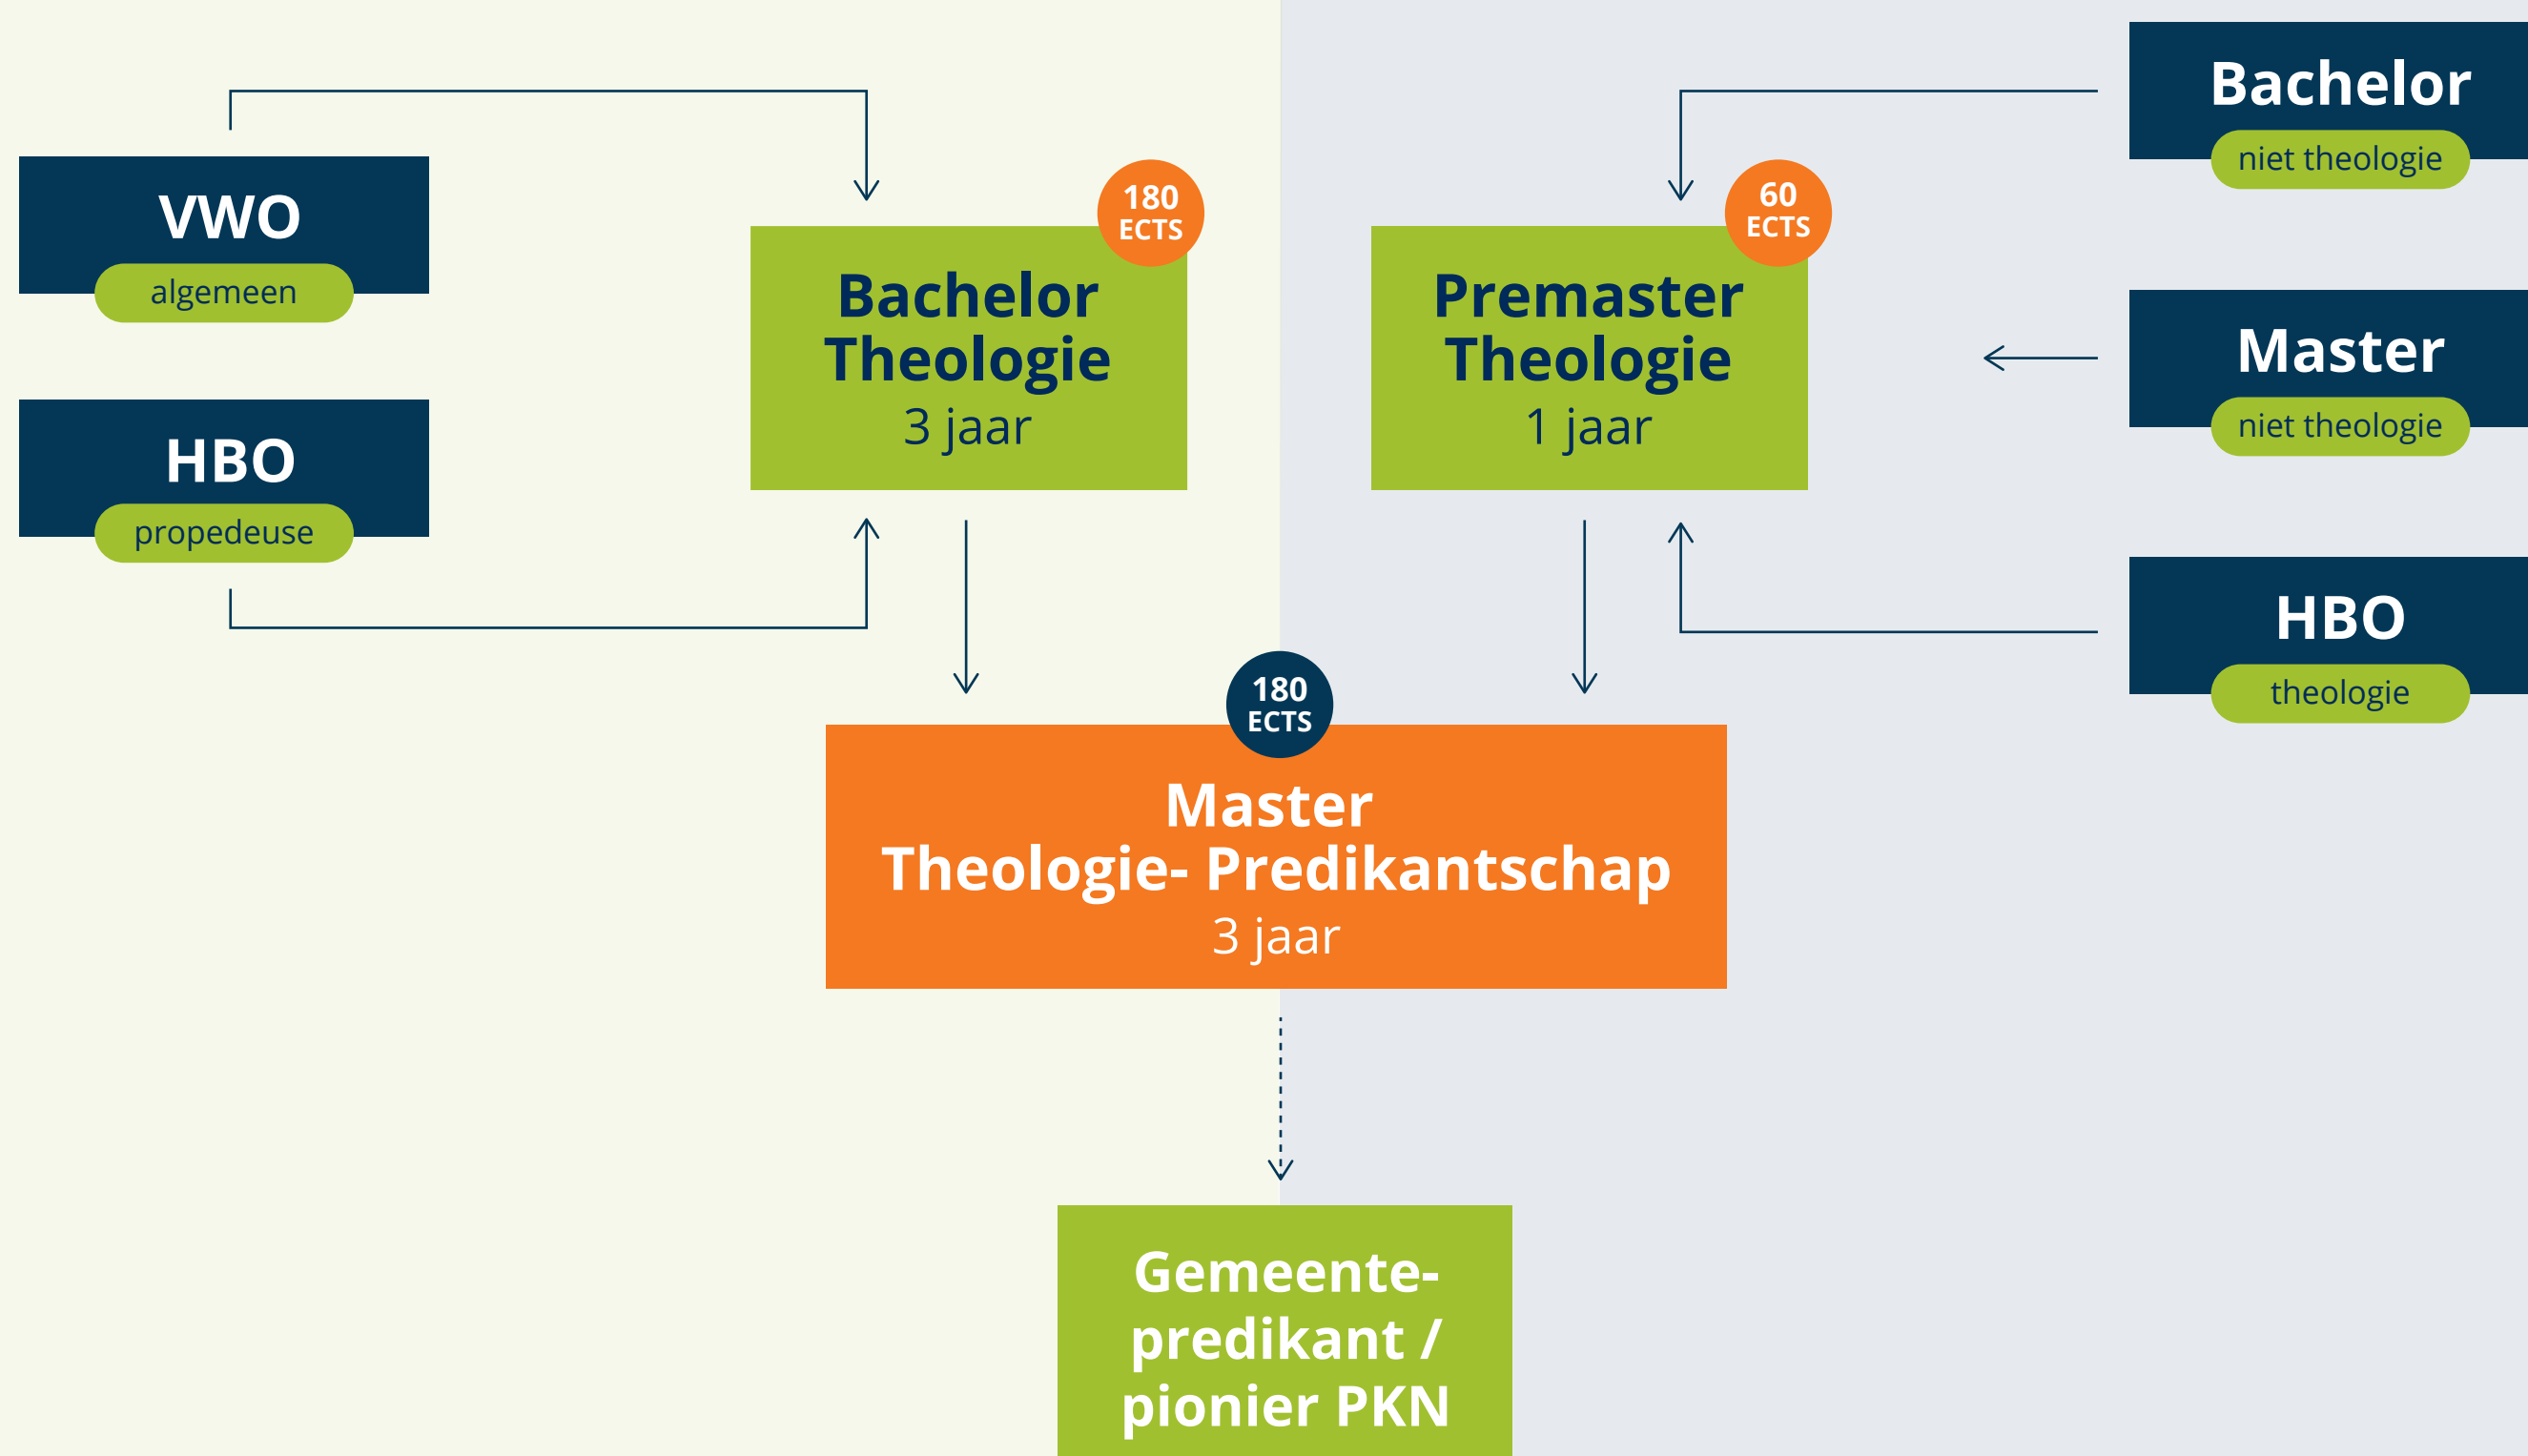 VWO
algemeen
HBO
propedeuse
180
ECTS
Bachelor
Theologie
3 jaar
60
ECTS
Premaster
Theologie
1 jaar
Bachelor
niet theologie
Master
niet theologie
HBO
theologie
180
ECTS
Master
Theologie- Predikantschap
3 jaar
Gemeente-
predikant /
pionier PKN